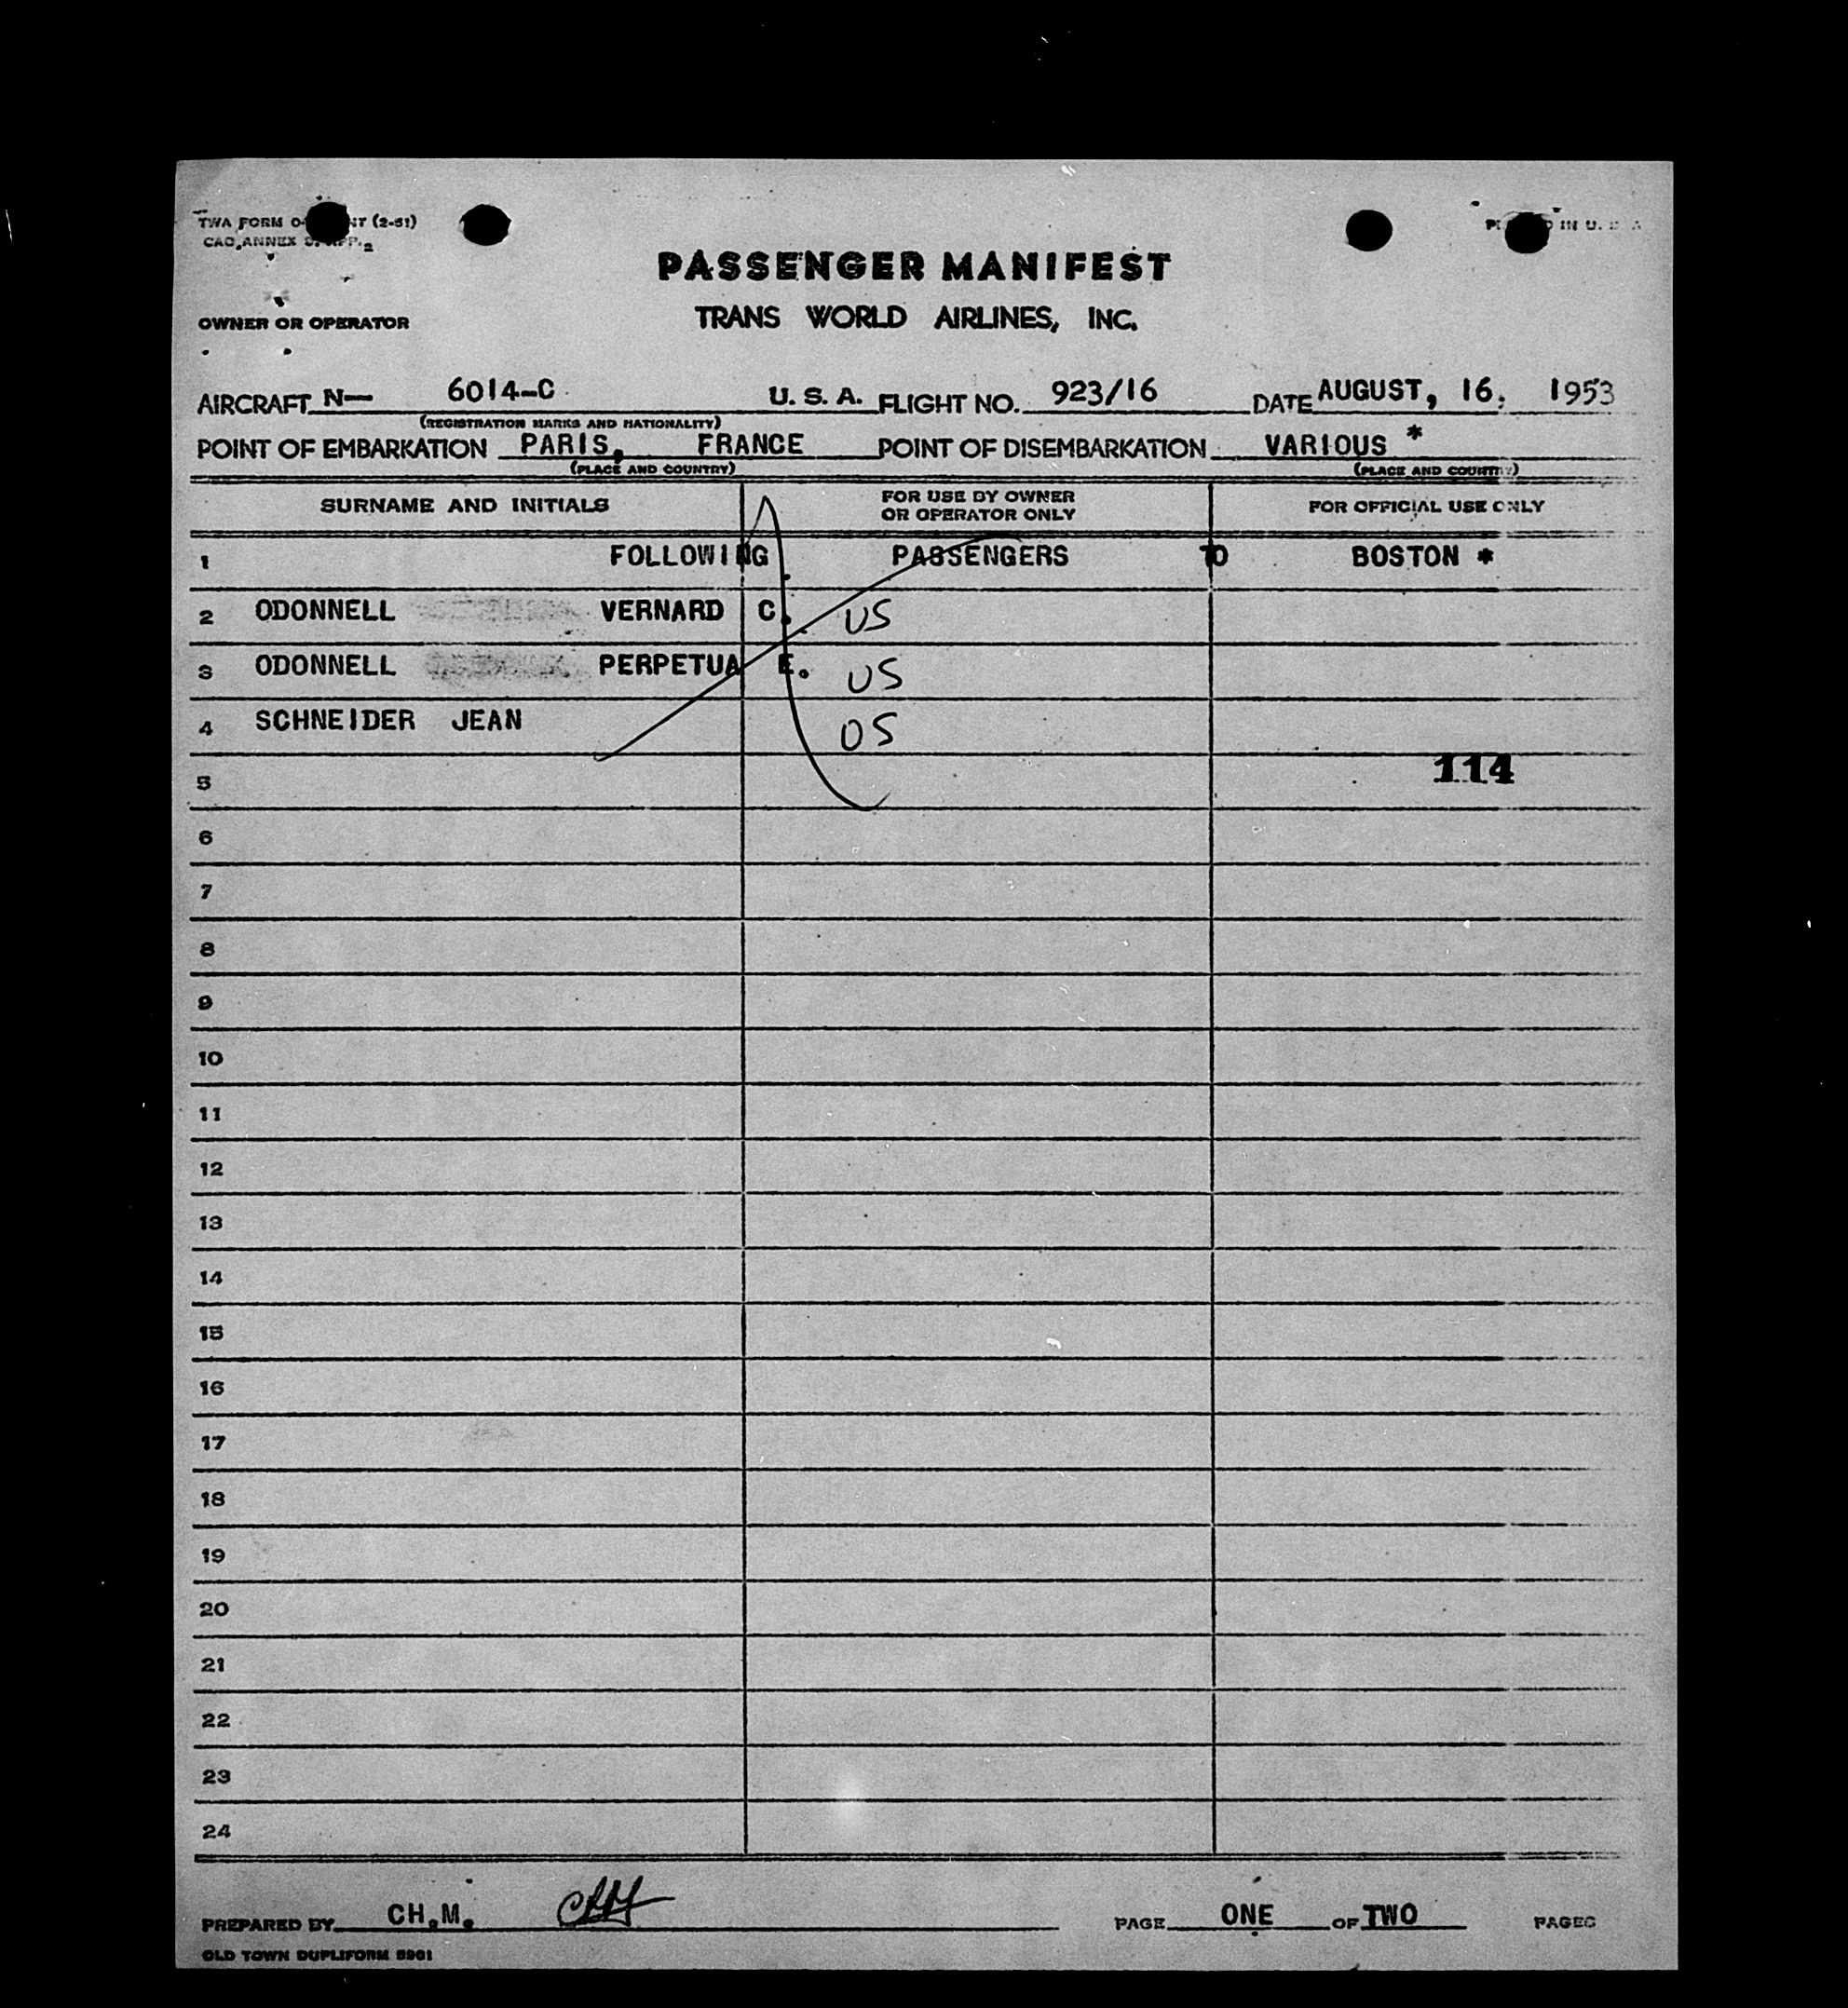 TWA FORM (2-51)
CAO, ANNEX
IN U.
PASSENGER MANIFEST
TRANS WORLD AIRLINES, INC.
OWNER OR OPERATOR
AIRCRAFT N— 6014-C U. S. A. FLIGHT NO. 923/16 DATE AUGUST, 16, 1953
(REGISTRATION MARKS AND NATIONALITY)
POINT OF EMBARKATION PARIS, FRANCE POINT OF DISEMBARKATION VARIOUS *
(PLACE AND COUNTRY) (PLACE AND COUNTRY)
SURNAME AND INITIALS FOR USE BY OWNER OR OPERATOR ONLY FOR OFFICIAL USE ONLY
1 FOLLOWING PASSENGERS TO BOSTON *
2 ODONNELL VERNARD C. US
3 ODONNELL PERPETUA E. US
4 SCHNEIDER JEAN US
5 114
6
7
8
9
10
11
12
13
14
15
16
17
18
19
20
21
22
23
24
PREPARED BY CH.M. PAGE ONE OF TWO PAGES
OLD TOWN DUPLIFORM